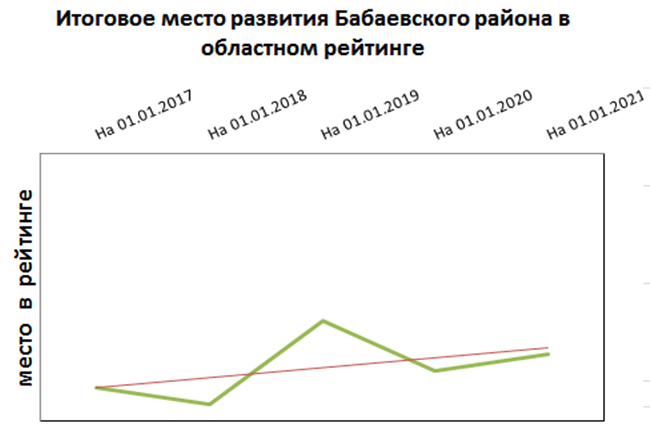 Итоговое место развития Бабаевского района в
областном рейтинге
На 01.01.2017
На 01.01.2018
На 01.01.2019
На 01.01.2020
На 01.01.2021
место в рейтинге